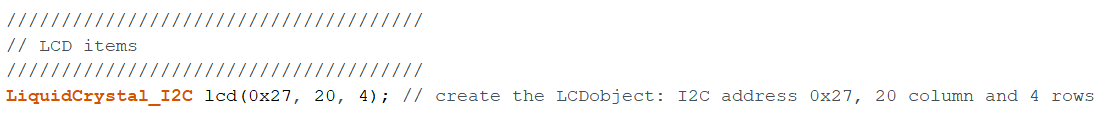 //////////////////////////////////////
// LCD items
//////////////////////////////////////
LiquidCrystal_I2C lcd(0x27, 20, 4); // create the LCDobject: I2C address 0x27, 20 column and 4 rows